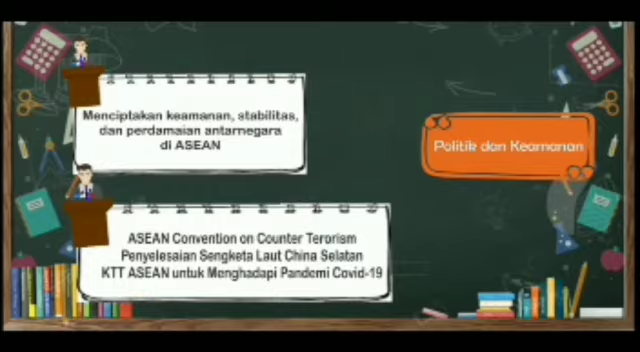 Menciptakan keamanan, stabilitas,
dan perdamaian antarnegara
di ASEAN
Politik dan Keamanan
ASEAN Convention on Counter Terorism
Penyelesaian Sengketa Laut China Selatan
KTT ASEAN untuk Menghadapi Pandemi Covid-19